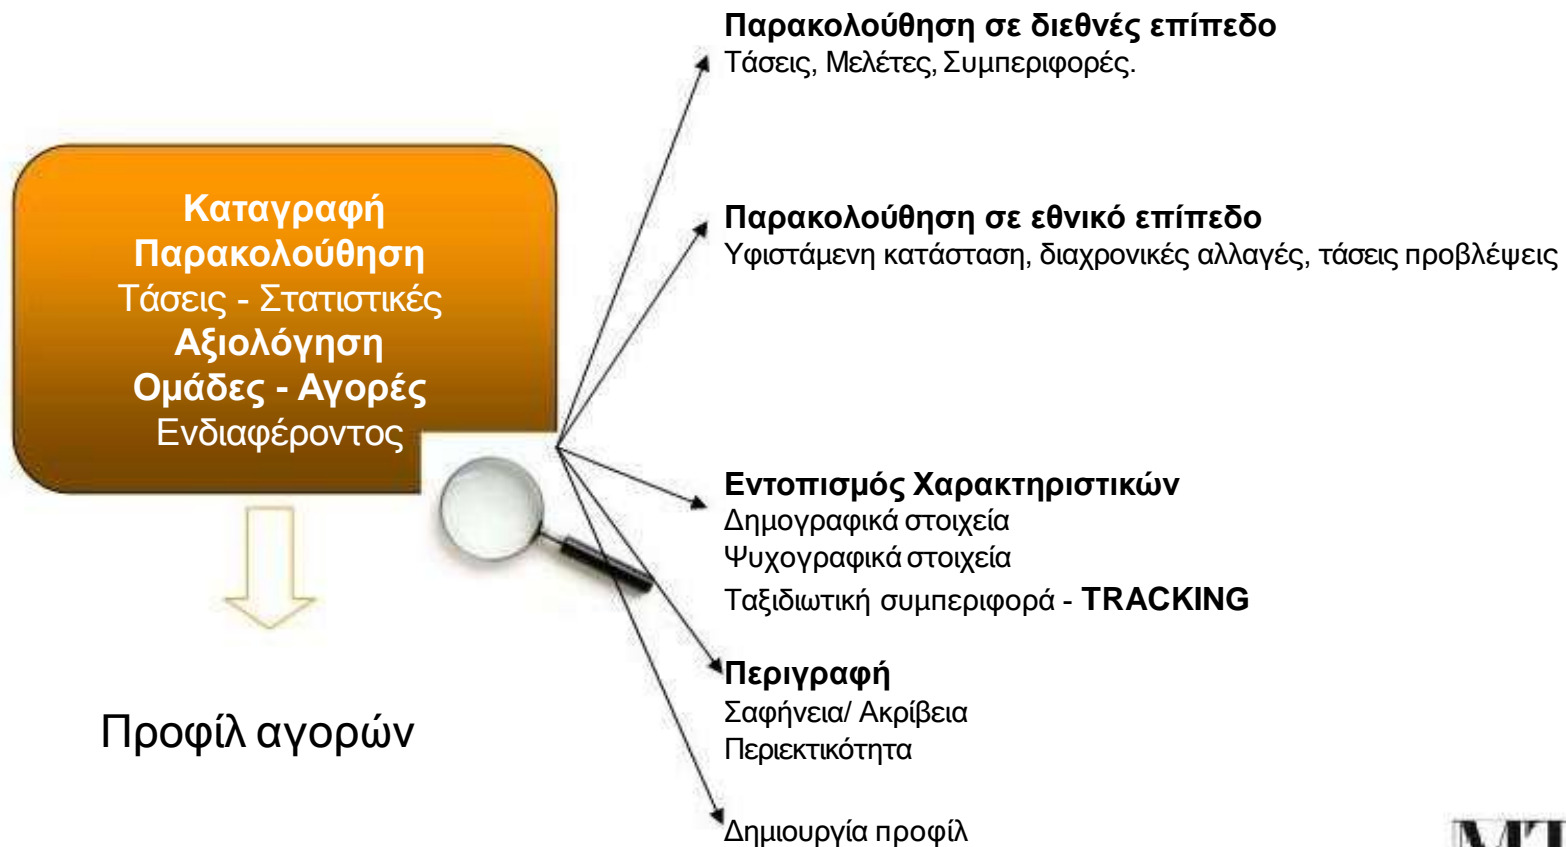 Καταγραφή
Παρακολούθηση
Τάσεις - Στατιστικές
Αξιολόγηση
Ομάδες - Αγορές
Ενδιαφέροντος
Προφίλ αγορών
Παρακολούθηση σε διεθνές επίπεδο
Τάσεις, Μελέτες, Συμπεριφορές.
Παρακολούθηση σε εθνικό επίπεδο
Υφιστάμενη κατάσταση, διαχρονικές αλλαγές, τάσεις προβλέψεις
Εντοπισμός Χαρακτηριστικών
Δημογραφικά στοιχεία
Ψυχογραφικά στοιχεία
Ταξιδιωτική συμπεριφορά - TRACKING
Περιγραφή
Σαφήνεια/ Ακρίβεια
Περιεκτικότητα
Δημιουργία προφίλ